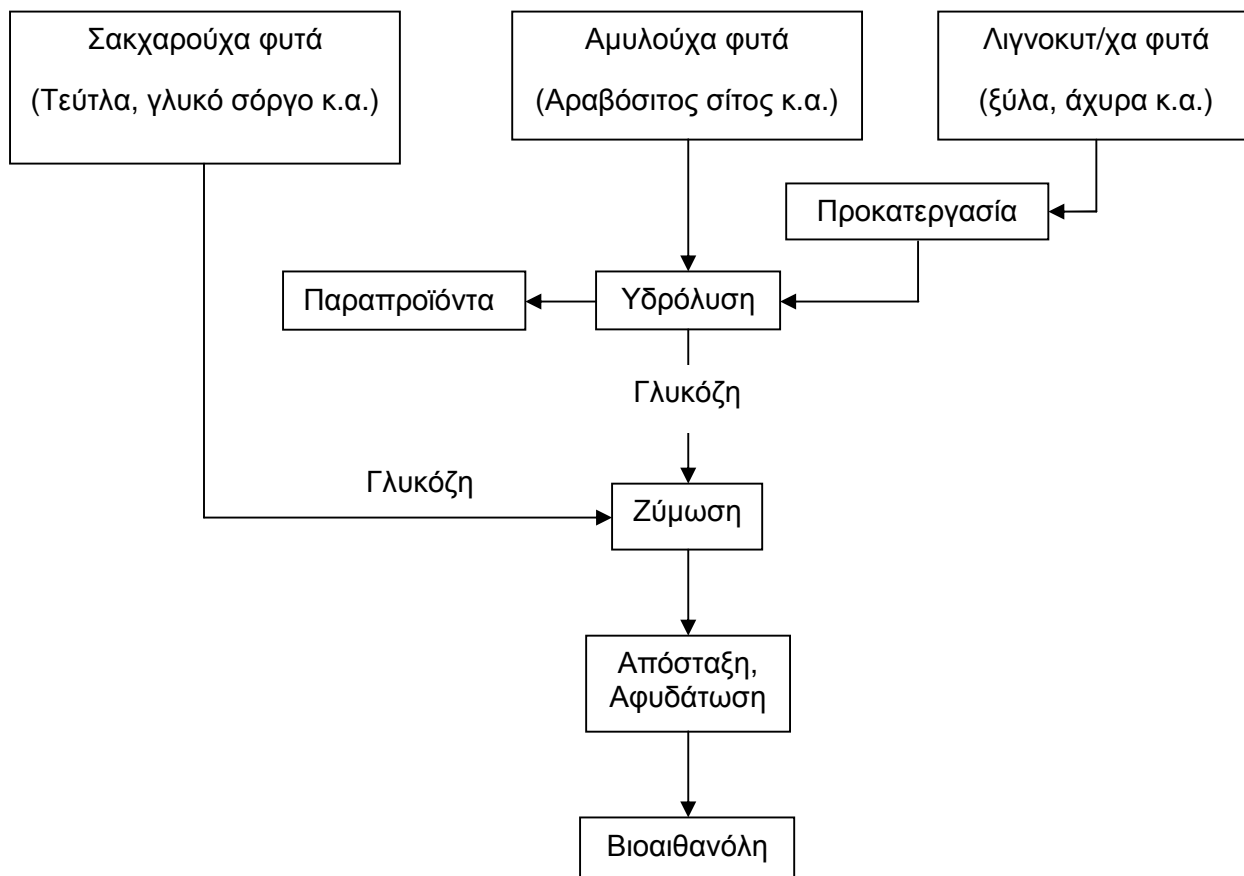 Σακχαρούχα φυτά
(Τεύτλα, γλυκό σόργο κ.α.)
Αμυλούχα φυτά
(Αραβόσιτος σίτος κ.α.)
Λιγνοκυτ/χα φυτά
(ξύλα, άχυρα κ.α.)
Προκατεργασία
Παραπροϊόντα
Υδρόλυση
Γλυκόζη
Γλυκόζη
Ζύμωση
Απόσταξη,
Αφυδάτωση
Βιοαιθανόλη